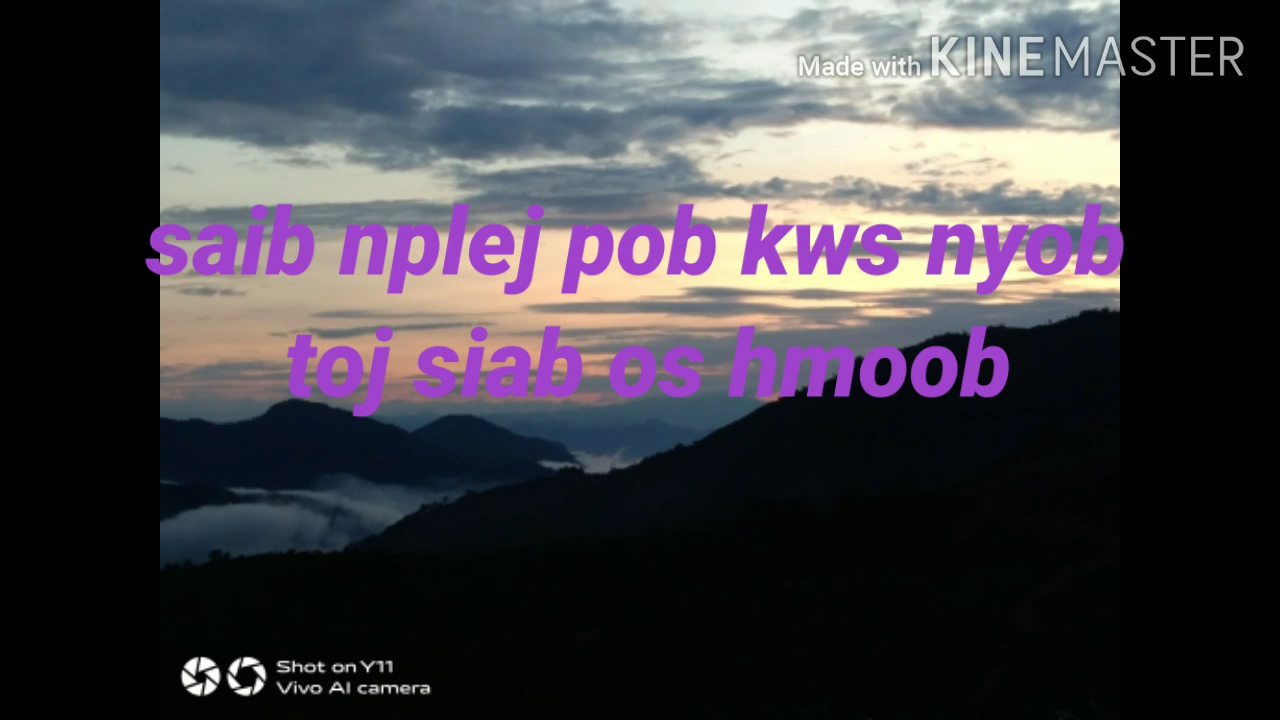 Made with KINEMASTER
saib nplej pob kws nyob
toj siab os hmoob
Shot on Y11
Vivo AI camera